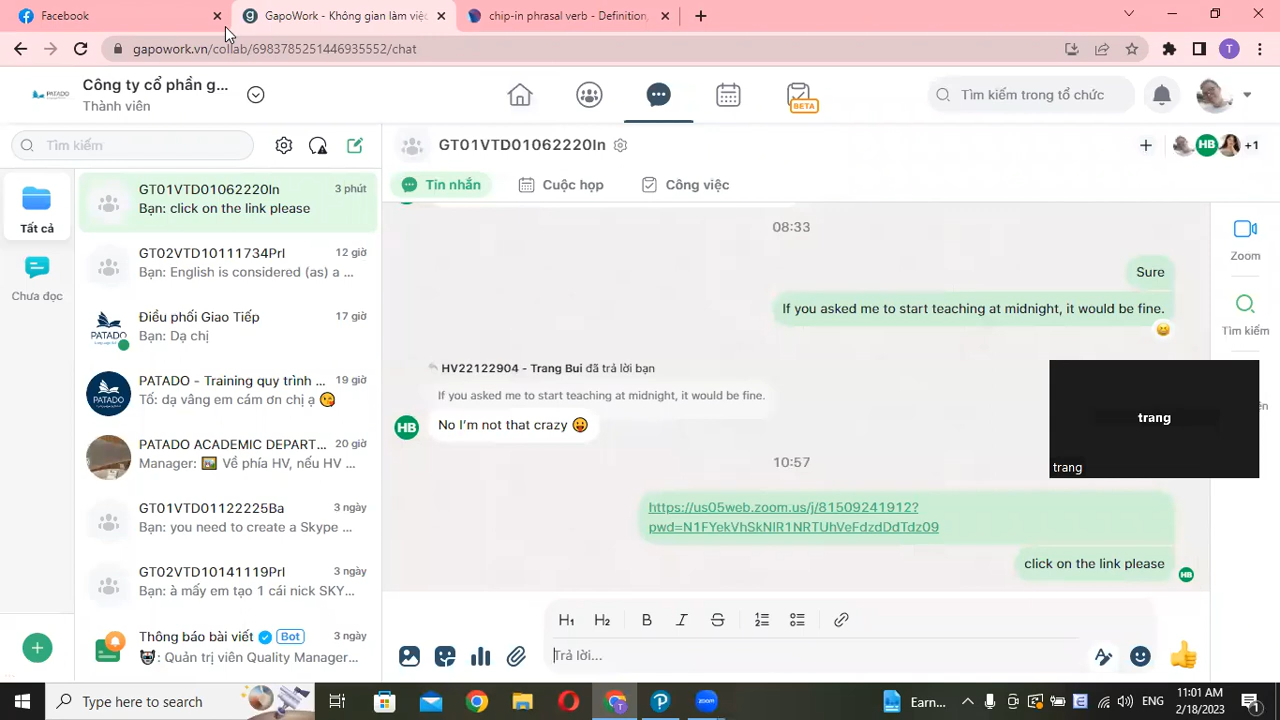 Facebook
GapoWork - Không gian làm việc
chip-in phrasal verb - Definition,
gapowork.vn/collab/6983785251446935552/chat
T
PATADO
Công ty cổ phần g...
Thành viên
BETA
Tìm kiếm trong tổ chức
Tìm kiếm
GT01VTD01062220In
HB
+1
Tin nhắn
Cuộc họp
Công việc
Tất cả
Chưa đọc
GT01VTD01062220In
3 phút
Bạn: click on the link please
GT02VTD10111734Prl
12 giờ
Bạn: English is considered (as) a ...
Điều phối Giao Tiếp
17 giờ
PATADO
Bạn: Dạ chị
PATADO - Training quy trình ...
19 giờ
PATADO
Tố: dạ vâng em cám ơn chị ạ 😘
PATADO ACADEMIC DEPART...
20 giờ
Manager: 🖼 Về phía HV, nếu HV ...
GT01VTD01122225Ba
3 ngày
Bạn: you need to create a Skype ...
GT02VTD10141119Prl
3 ngày
Bạn: à mấy em tạo 1 cái nick SKY...
Thông báo bài viết
Bot
3 ngày
: Quản trị viên Quality Manager...
08:33
Sure
If you asked me to start teaching at midnight, it would be fine.
HV22122904 - Trang Bui đã trả lời bạn
If you asked me to start teaching at midnight, it would be fine.
HB
No I'm not that crazy 😛
10:57
https://us05web.zoom.us/j/81509241912?
pwd=N1FYekVhSkNIR1NRTUhVeFdzdDdTdz09
click on the link please
HB
Zoom
Tìm kiếm
trang
trang
H1 H2 B I S
Trả lời...
Type here to search
T
zoom
Earn...
E
ENG
11:01 AM
2/18/2023
1